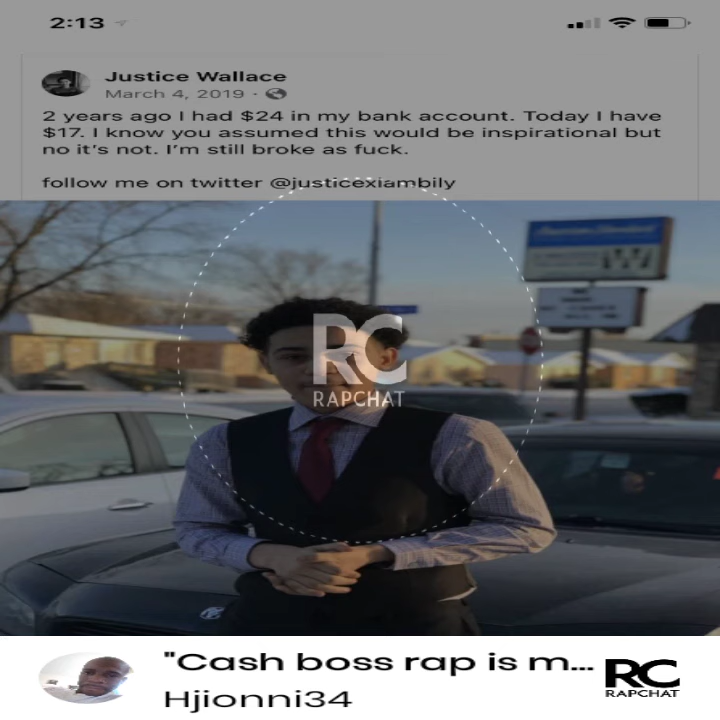 2:13
Justice Wallace
March 4, 2019 ·
2 years ago I had $24 in my bank account. Today I have
$17. I know you assumed this would be inspirational but
no it's not. I'm still broke as fuck.
follow me on twitter @justicexiambily
RC
RAPCHAT
"Cash boss rap is m...
Hjionni34
RC
RAPCHAT